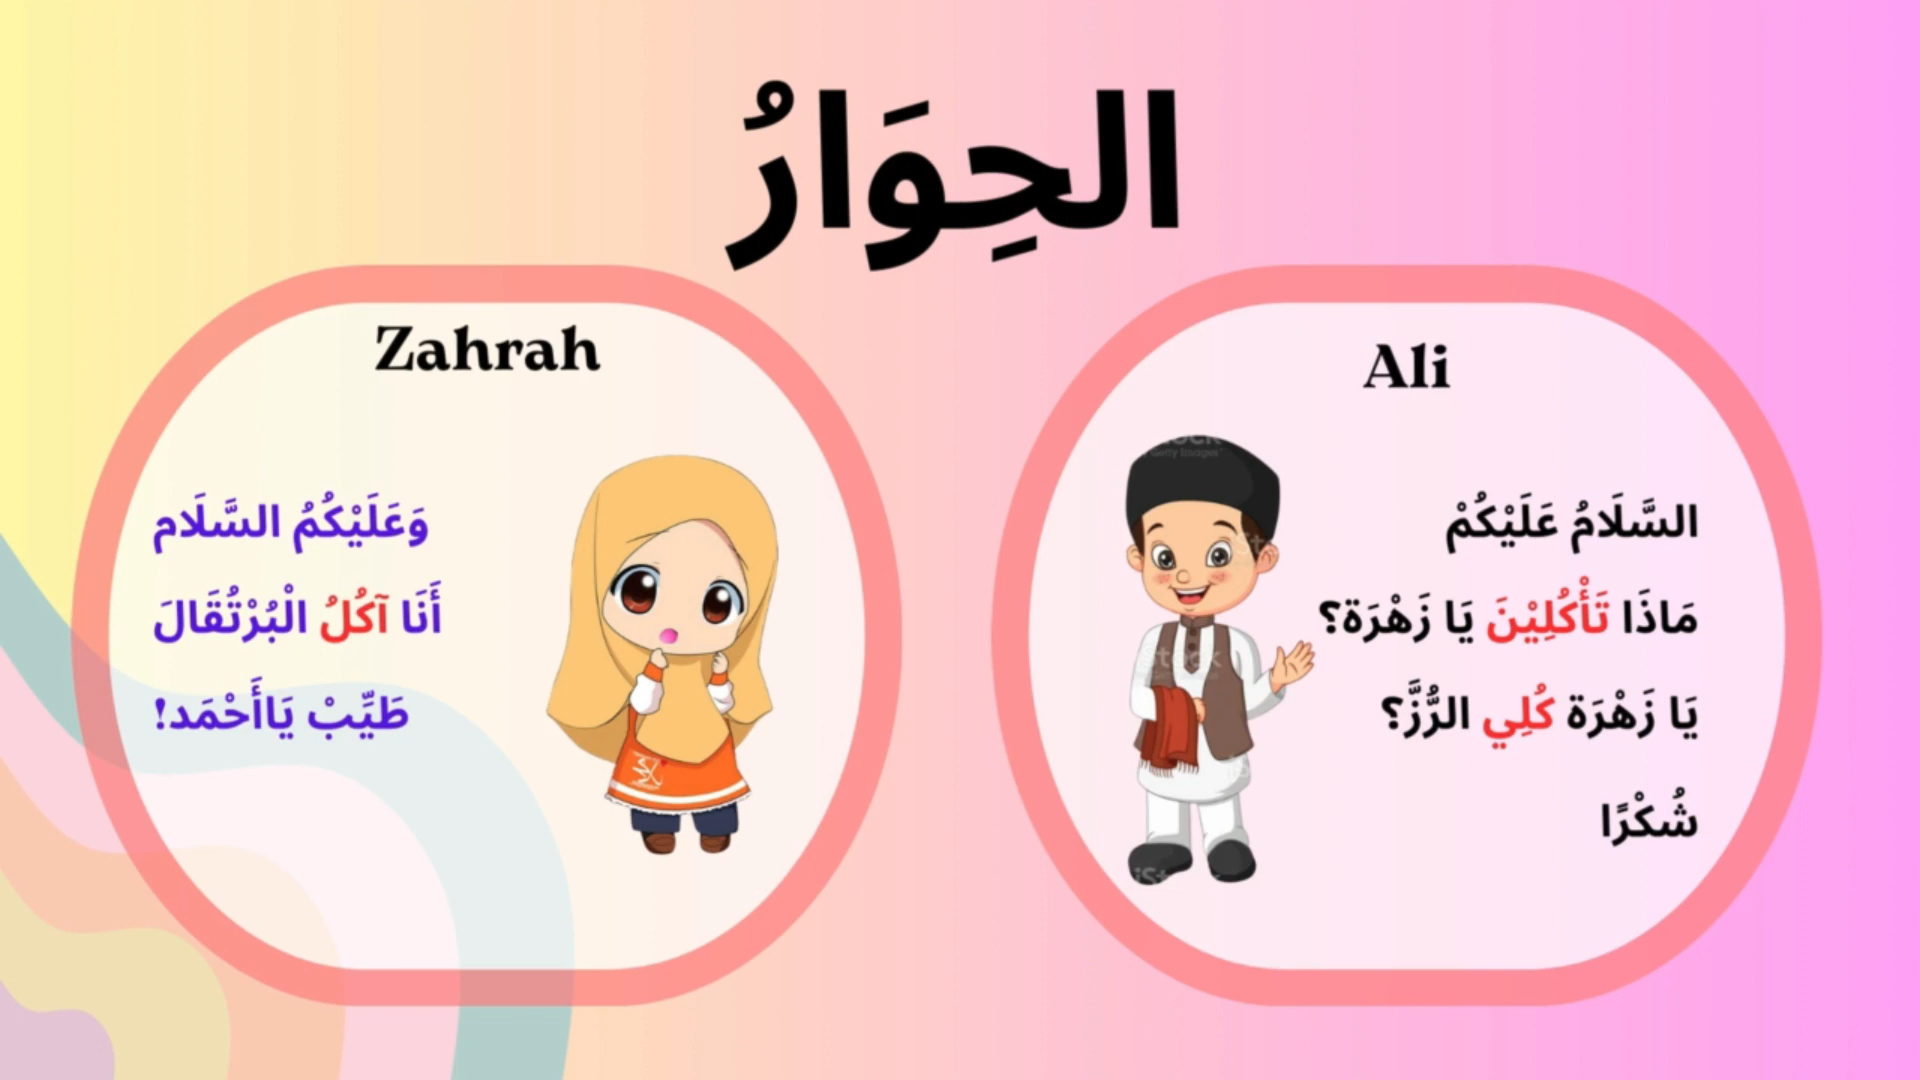 الحِوَارُ
Ali
السَّلَامُ عَلَيْكُمْ
مَاذَا تَأْكُلِيْنَ يَا زَهْرَة؟
يَا زَهْرَة كُلِي الرُّزَّ؟
شُكْرًا
Zahrah
وَعَلَيْكُمُ السَّلَام
أَنَا آكُلُ الْبُرْتُقَالَ
طَيِّبْ يَاأَحْمَد!